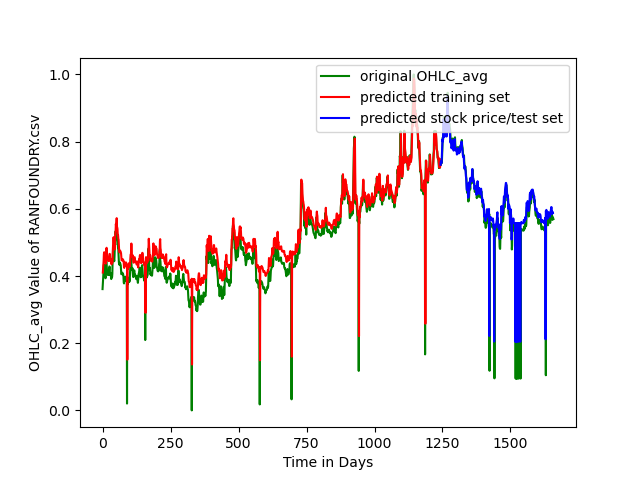 original OHLC_avg
predicted training set
predicted stock price/test set
OHLC_avg Value of RANFOUNDRY.csv
1.0
0.8
0.6
0.4
0.2
0.0
0 250 500 750 1000 1250 1500
Time in Days